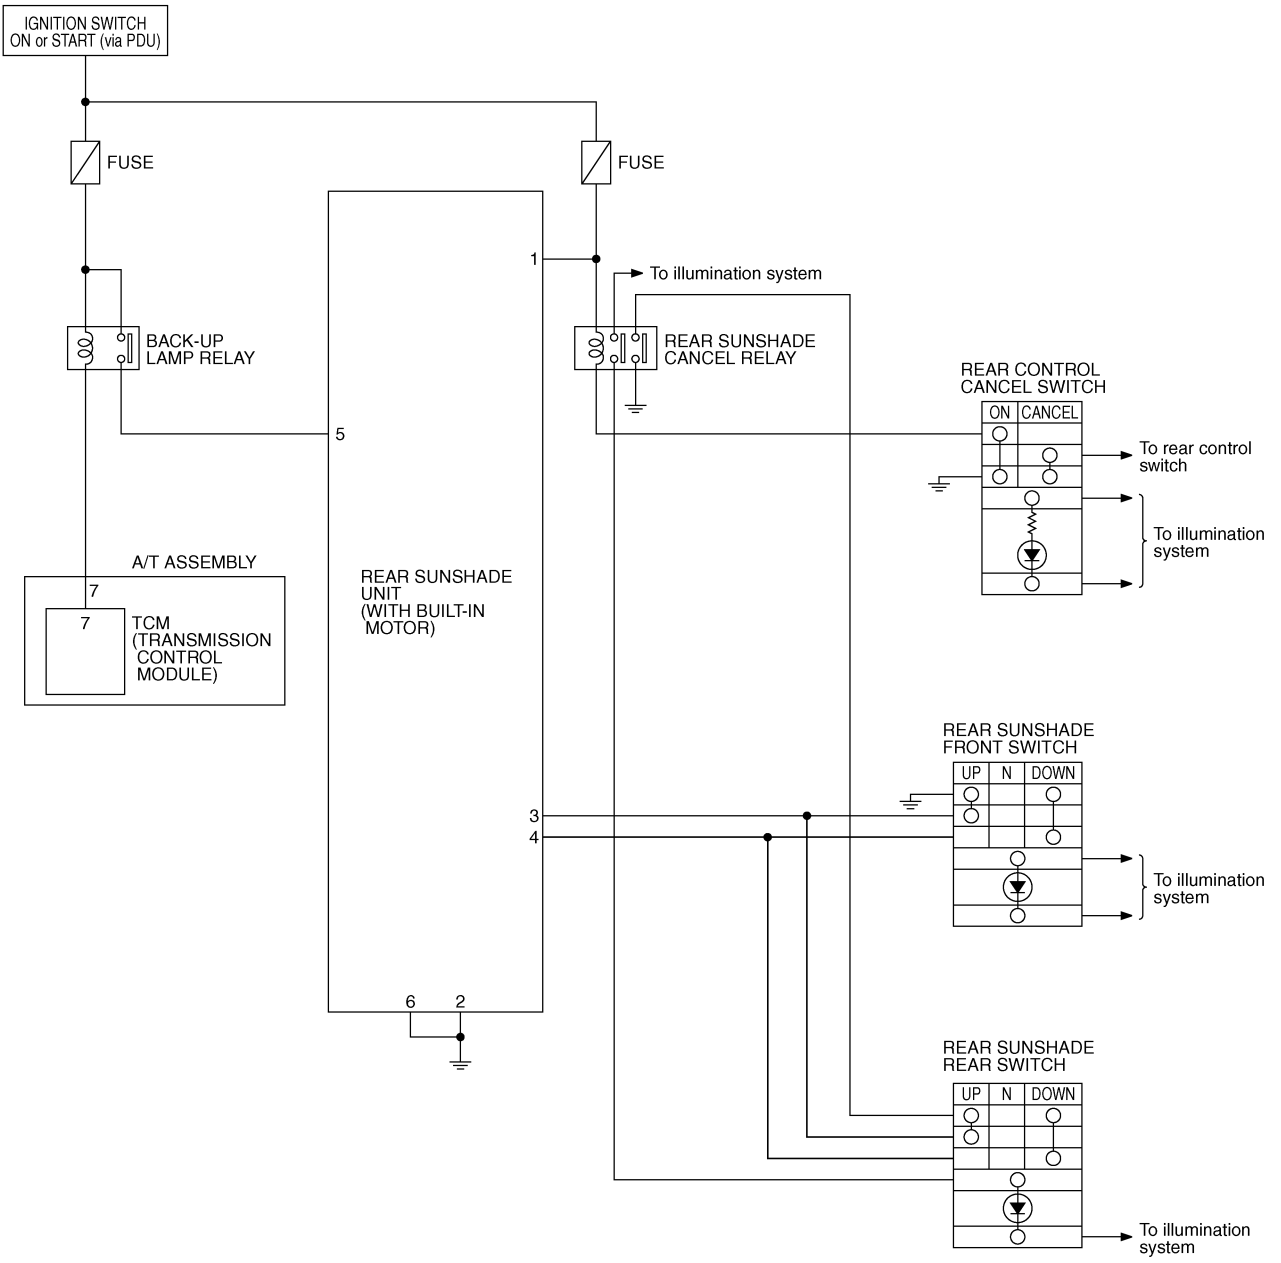 IGNITION SWITCH
ON or START (via PDU)
FUSE
FUSE
1
To illumination system
BACK-UP
LAMP RELAY
REAR SUNSHADE
CANCEL RELAY
REAR CONTROL
CANCEL SWITCH
ON CANCEL
5
To rear control
switch
To illumination
system
A/T ASSEMBLY
7
7
TCM
(TRANSMISSION
CONTROL
MODULE)
REAR SUNSHADE
UNIT
(WITH BUILT-IN
MOTOR)
REAR SUNSHADE
FRONT SWITCH
UP N DOWN
3
4
To illumination
system
6 2
REAR SUNSHADE
REAR SWITCH
UP N DOWN
To illumination
system